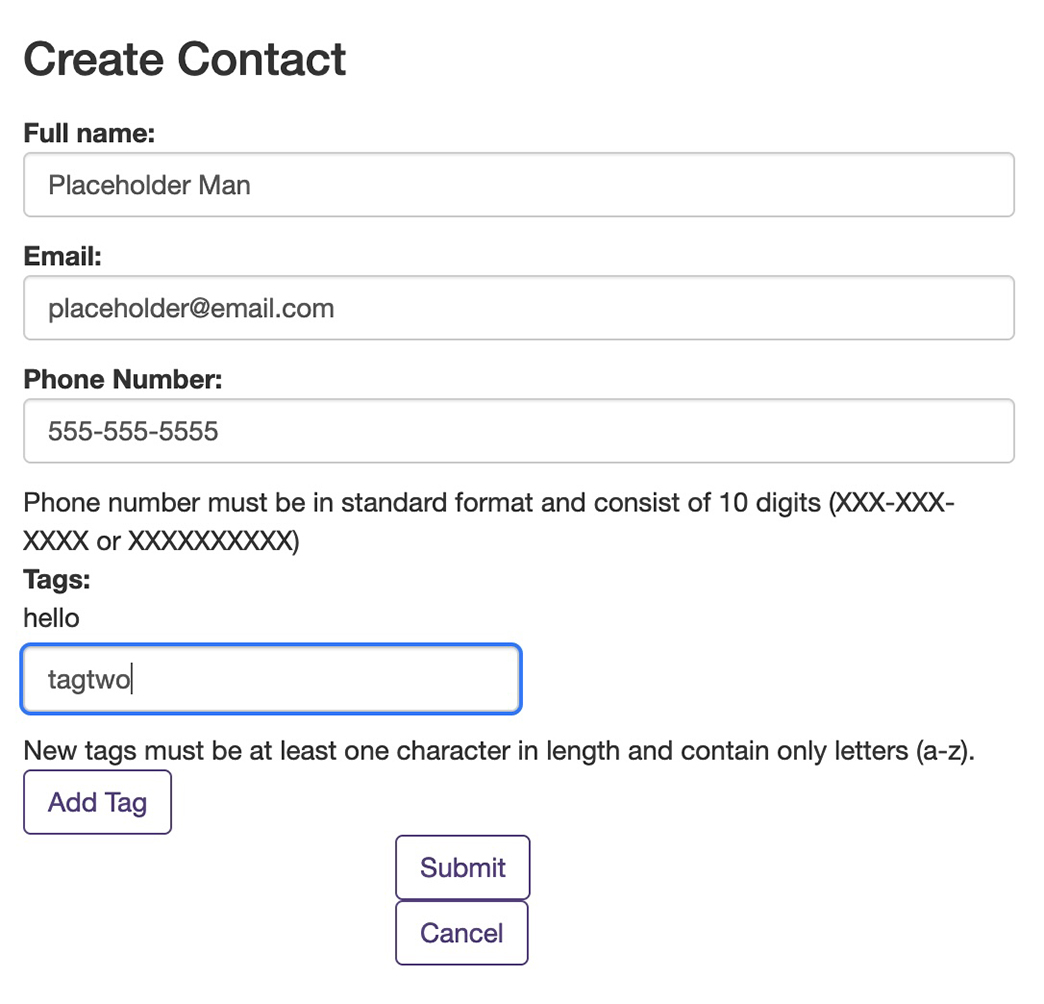 Create Contact
Full name:
Placeholder Man
Email:
placeholder@email.com
Phone Number:
555-555-5555
Phone number must be in standard format and consist of 10 digits (XXX-XXX-
XXXX or XXXXXXXXXX)
Tags:
hello
tagtwo
New tags must be at least one character in length and contain only letters (a-z).
Add Tag
Submit
Cancel